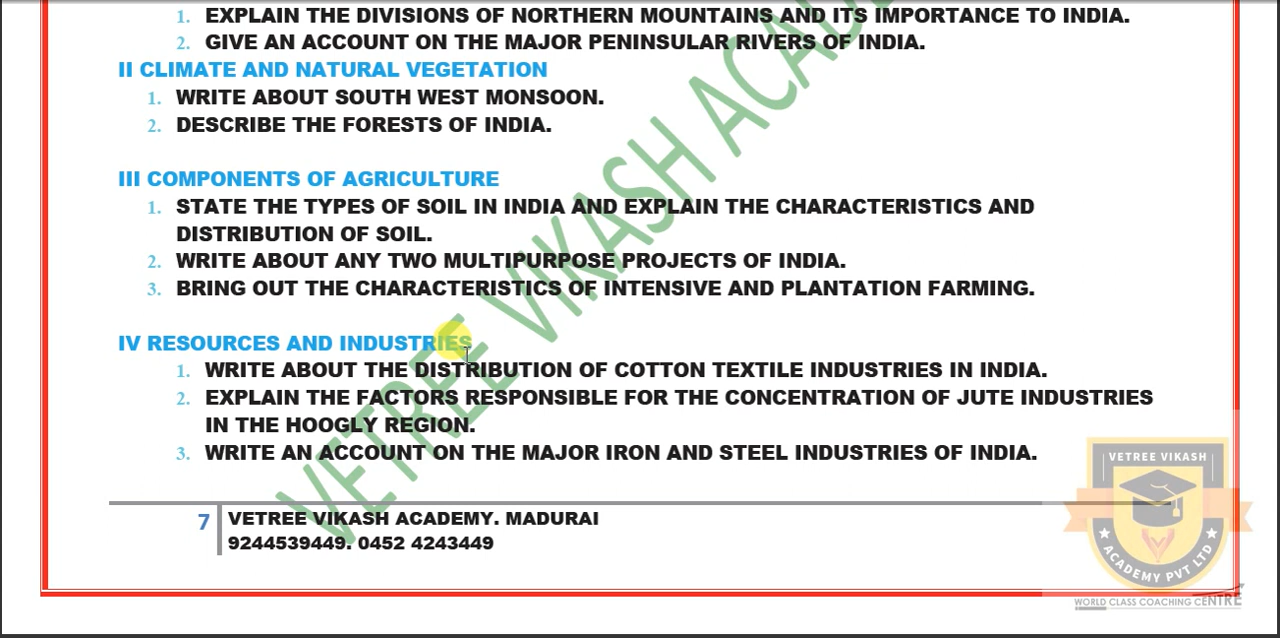 1. EXPLAIN THE DIVISIONS OF NORTHERN MOUNTAINS AND ITS IMPORTANCE TO INDIA.
2. GIVE AN ACCOUNT ON THE MAJOR PENINSULAR RIVERS OF INDIA.
II CLIMATE AND NATURAL VEGETATION
1. WRITE ABOUT SOUTH WEST MONSOON.
2. DESCRIBE THE FORESTS OF INDIA.
III COMPONENTS OF AGRICULTURE
1. STATE THE TYPES OF SOIL IN INDIA AND EXPLAIN THE CHARACTERISTICS AND
DISTRIBUTION OF SOIL.
2. WRITE ABOUT ANY TWO MULTIPURPOSE PROJECTS OF INDIA.
3. BRING OUT THE CHARACTERISTICS OF INTENSIVE AND PLANTATION FARMING.
IV RESOURCES AND INDUSTRIES
1. WRITE ABOUT THE DISTRIBUTION OF COTTON TEXTILE INDUSTRIES IN INDIA.
2. EXPLAIN THE FACTORS RESPONSIBLE FOR THE CONCENTRATION OF JUTE INDUSTRIES
IN THE HOOGLY REGION.
3. WRITE AN ACCOUNT ON THE MAJOR IRON AND STEEL INDUSTRIES OF INDIA.
7 VETREE VIKASH ACADEMY. MADURAI
9244539449. 0452 4243449
VETREE VIKASH ACADE
VETREE VIKASH
ACADEMY PVT LTD
WORLD CLASS COACHING CENTRE